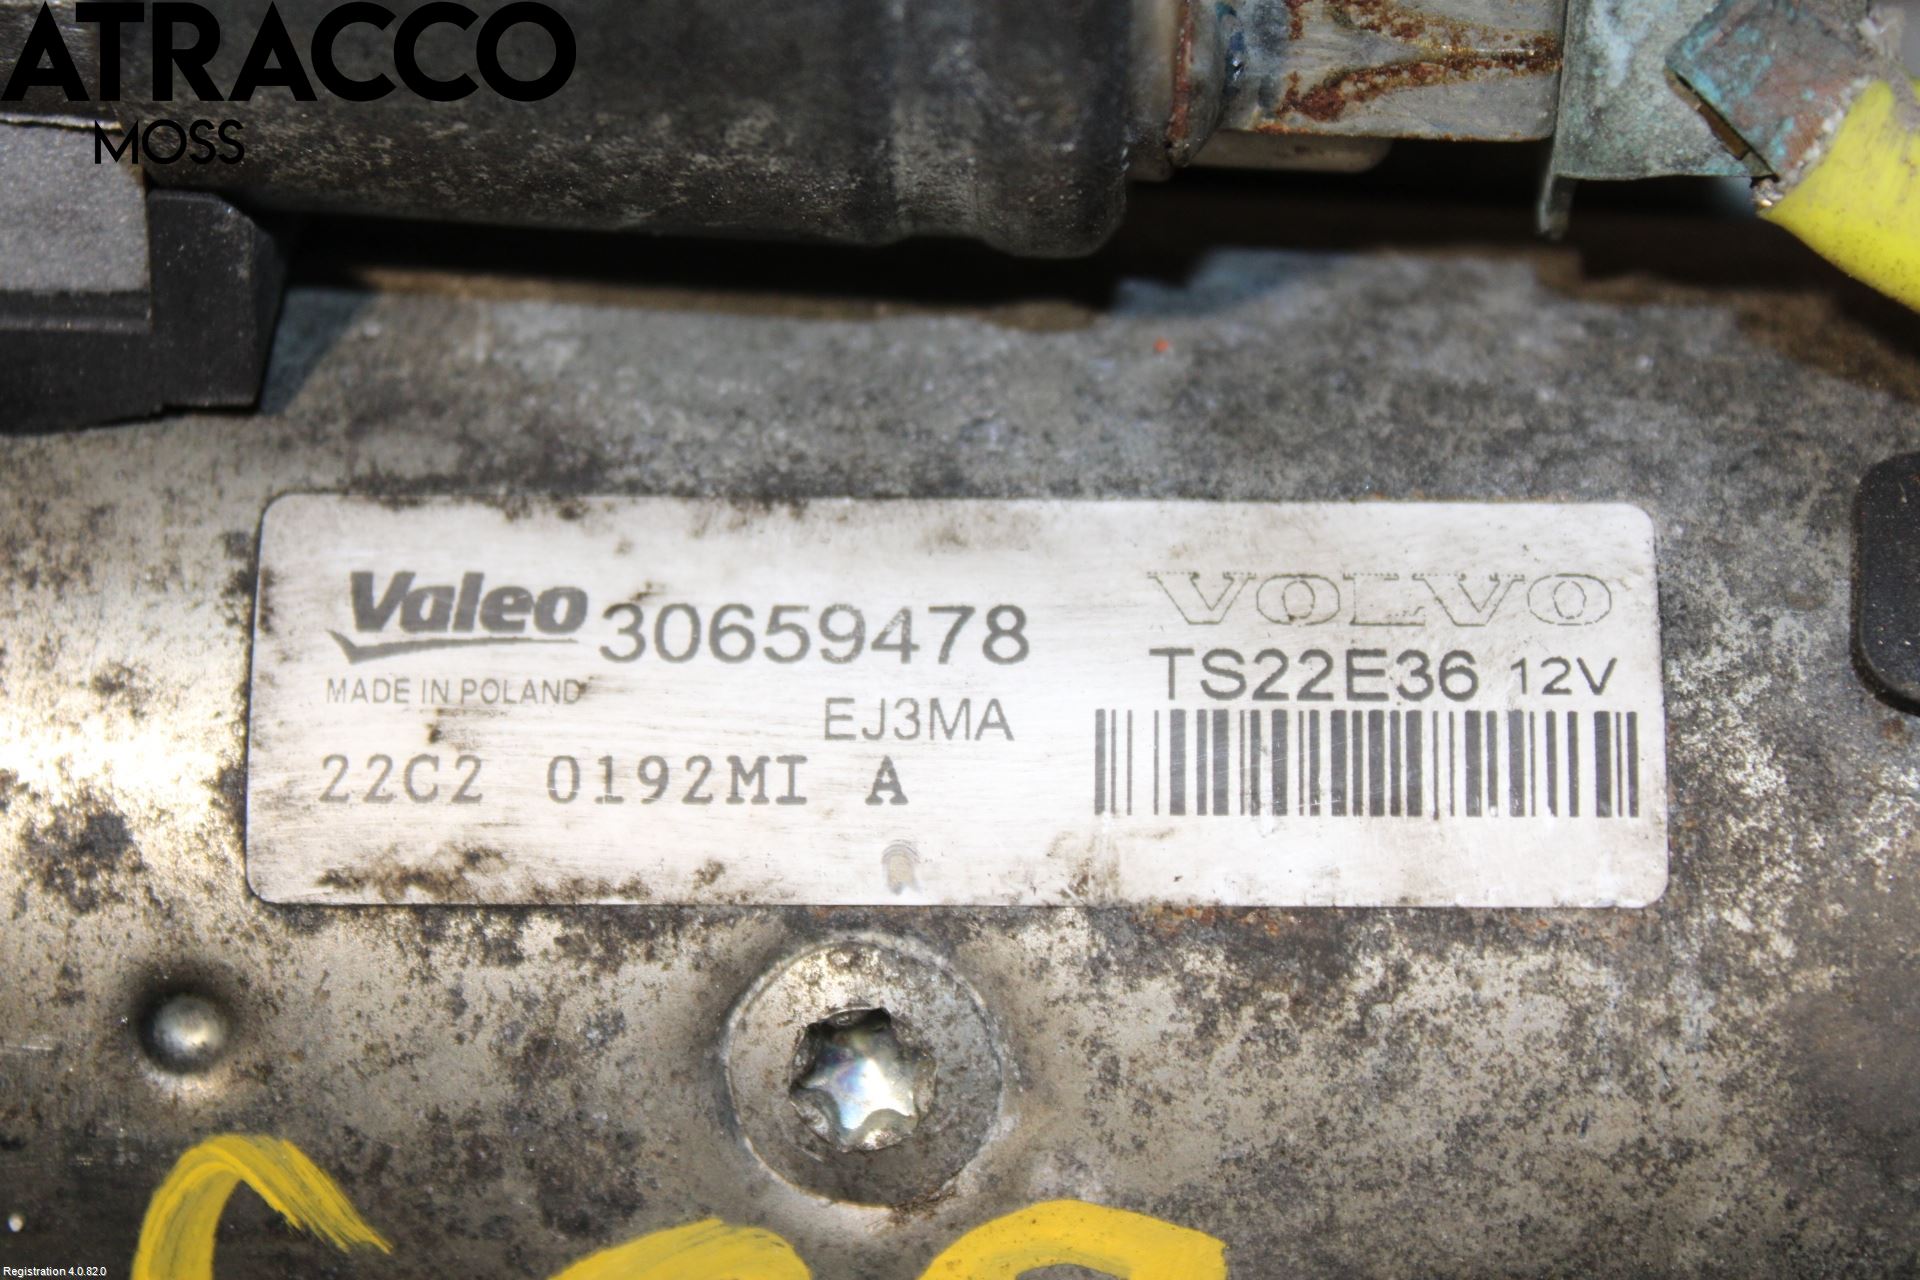 ATRACCO
MOSS
Valeo 30659478 VOLVO
MADE IN POLAND EJ3MA TS22E36 12V
22C2 0192MI A
Registration 4.0.82.0